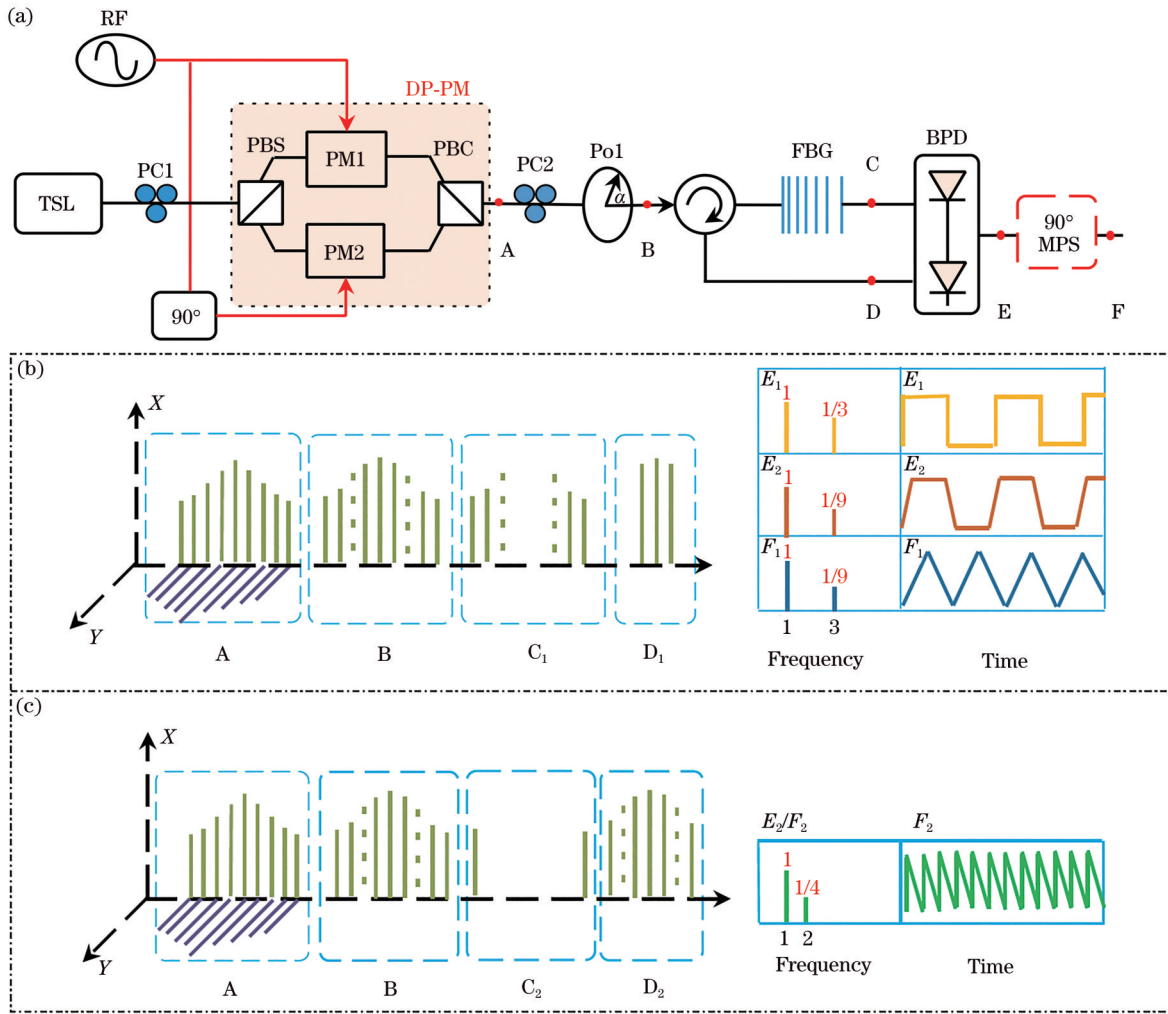 (a)
RF
DP-PM
PBS
PM1
PBC
PC1
TSL
PM2
90°
A
PC2
Po1
α
B
FBG
C
D
BPD
E
90°
MPS
F
(b)
X
Y
A
B
C₁
D₁
E₁
1
1/3
E₁
E₂
1
1/9
E₂
F₁
1
1/9
F₁
1 3
Frequency
Time
(c)
X
Y
A
B
C₂
D₂
E₂/F₂
F₂
1
1/4
1 2
Frequency
Time